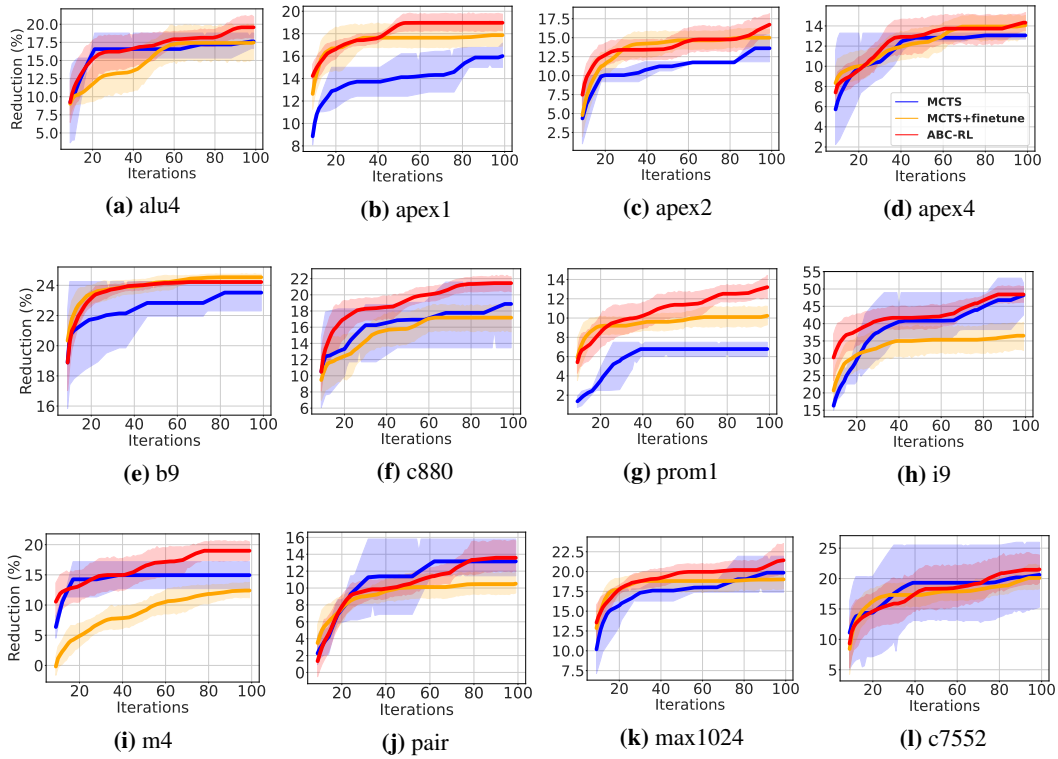 Reduction (%)
20.0
17.5
15.0
12.5
10.0
7.5
5.0
20 40 60 80 100
Iterations
(a) alu4
20
18
16
14
12
10
8
20 40 60 80 100
Iterations
(b) apex1
17.5
15.0
12.5
10.0
7.5
5.0
2.5
20 40 60 80 100
Iterations
(c) apex2
14
12
10
8
6
4
2
MCTS
MCTS+finetune
ABC-RL
20 40 60 80 100
Iterations
(d) apex4
Reduction (%)
24
22
20
18
16
20 40 60 80 100
Iterations
(e) b9
22
20
18
16
14
12
10
8
6
20 40 60 80 100
Iterations
(f) c880
14
12
10
8
6
4
2
20 40 60 80 100
Iterations
(g) prom1
55
50
45
40
35
30
25
20
15
20 40 60 80 100
Iterations
(h) i9
Reduction (%)
20
15
10
5
0
20 40 60 80 100
Iterations
(i) m4
16
14
12
10
8
6
4
2
0
20 40 60 80 100
Iterations
(j) pair
22.5
20.0
17.5
15.0
12.5
10.0
7.5
20 40 60 80 100
Iterations
(k) max1024
25
20
15
10
5
20 40 60 80 100
Iterations
(l) c7552